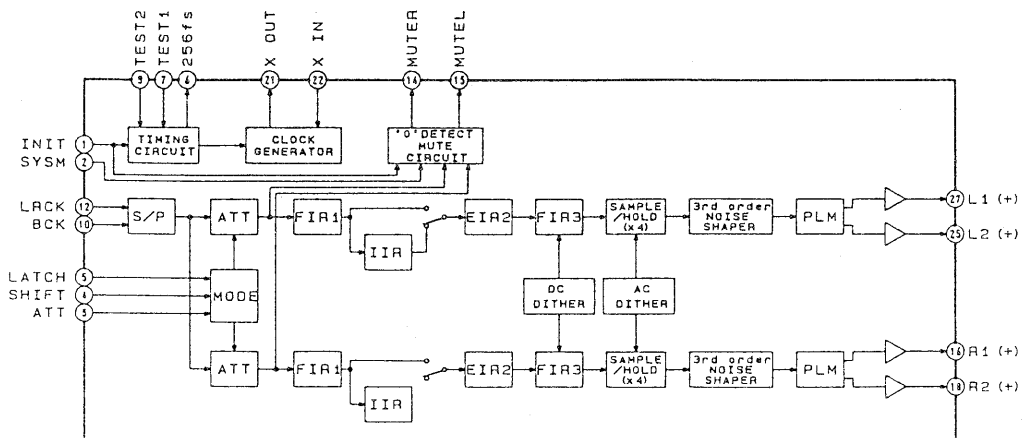 TEST2
TEST1
256fs
X OUT
X IN
MUTER
MUTEL
9
7
6
21
22
14
15
INIT 1
SYSM 2
TIMING
CIRCUIT
CLOCK
GENERATOR
"0"DETECT
MUTE
CIRCUIT
LRCK 12
BCK 10
S/P
ATT
FIR1
IIR
EIR2
FIR3
SAMPLE
/HOLD
(x4)
3rd order
NOISE
SHAPER
PLM
27 L1 (+)
25 L2 (+)
LATCH 5
SHIFT 4
ATT 3
MODE
DC
DITHER
AC
DITHER
ATT
FIR1
IIR
EIR2
FIR3
SAMPLE
/HOLD
(x4)
3rd order
NOISE
SHAPER
PLM
16 R1 (+)
18 R2 (+)